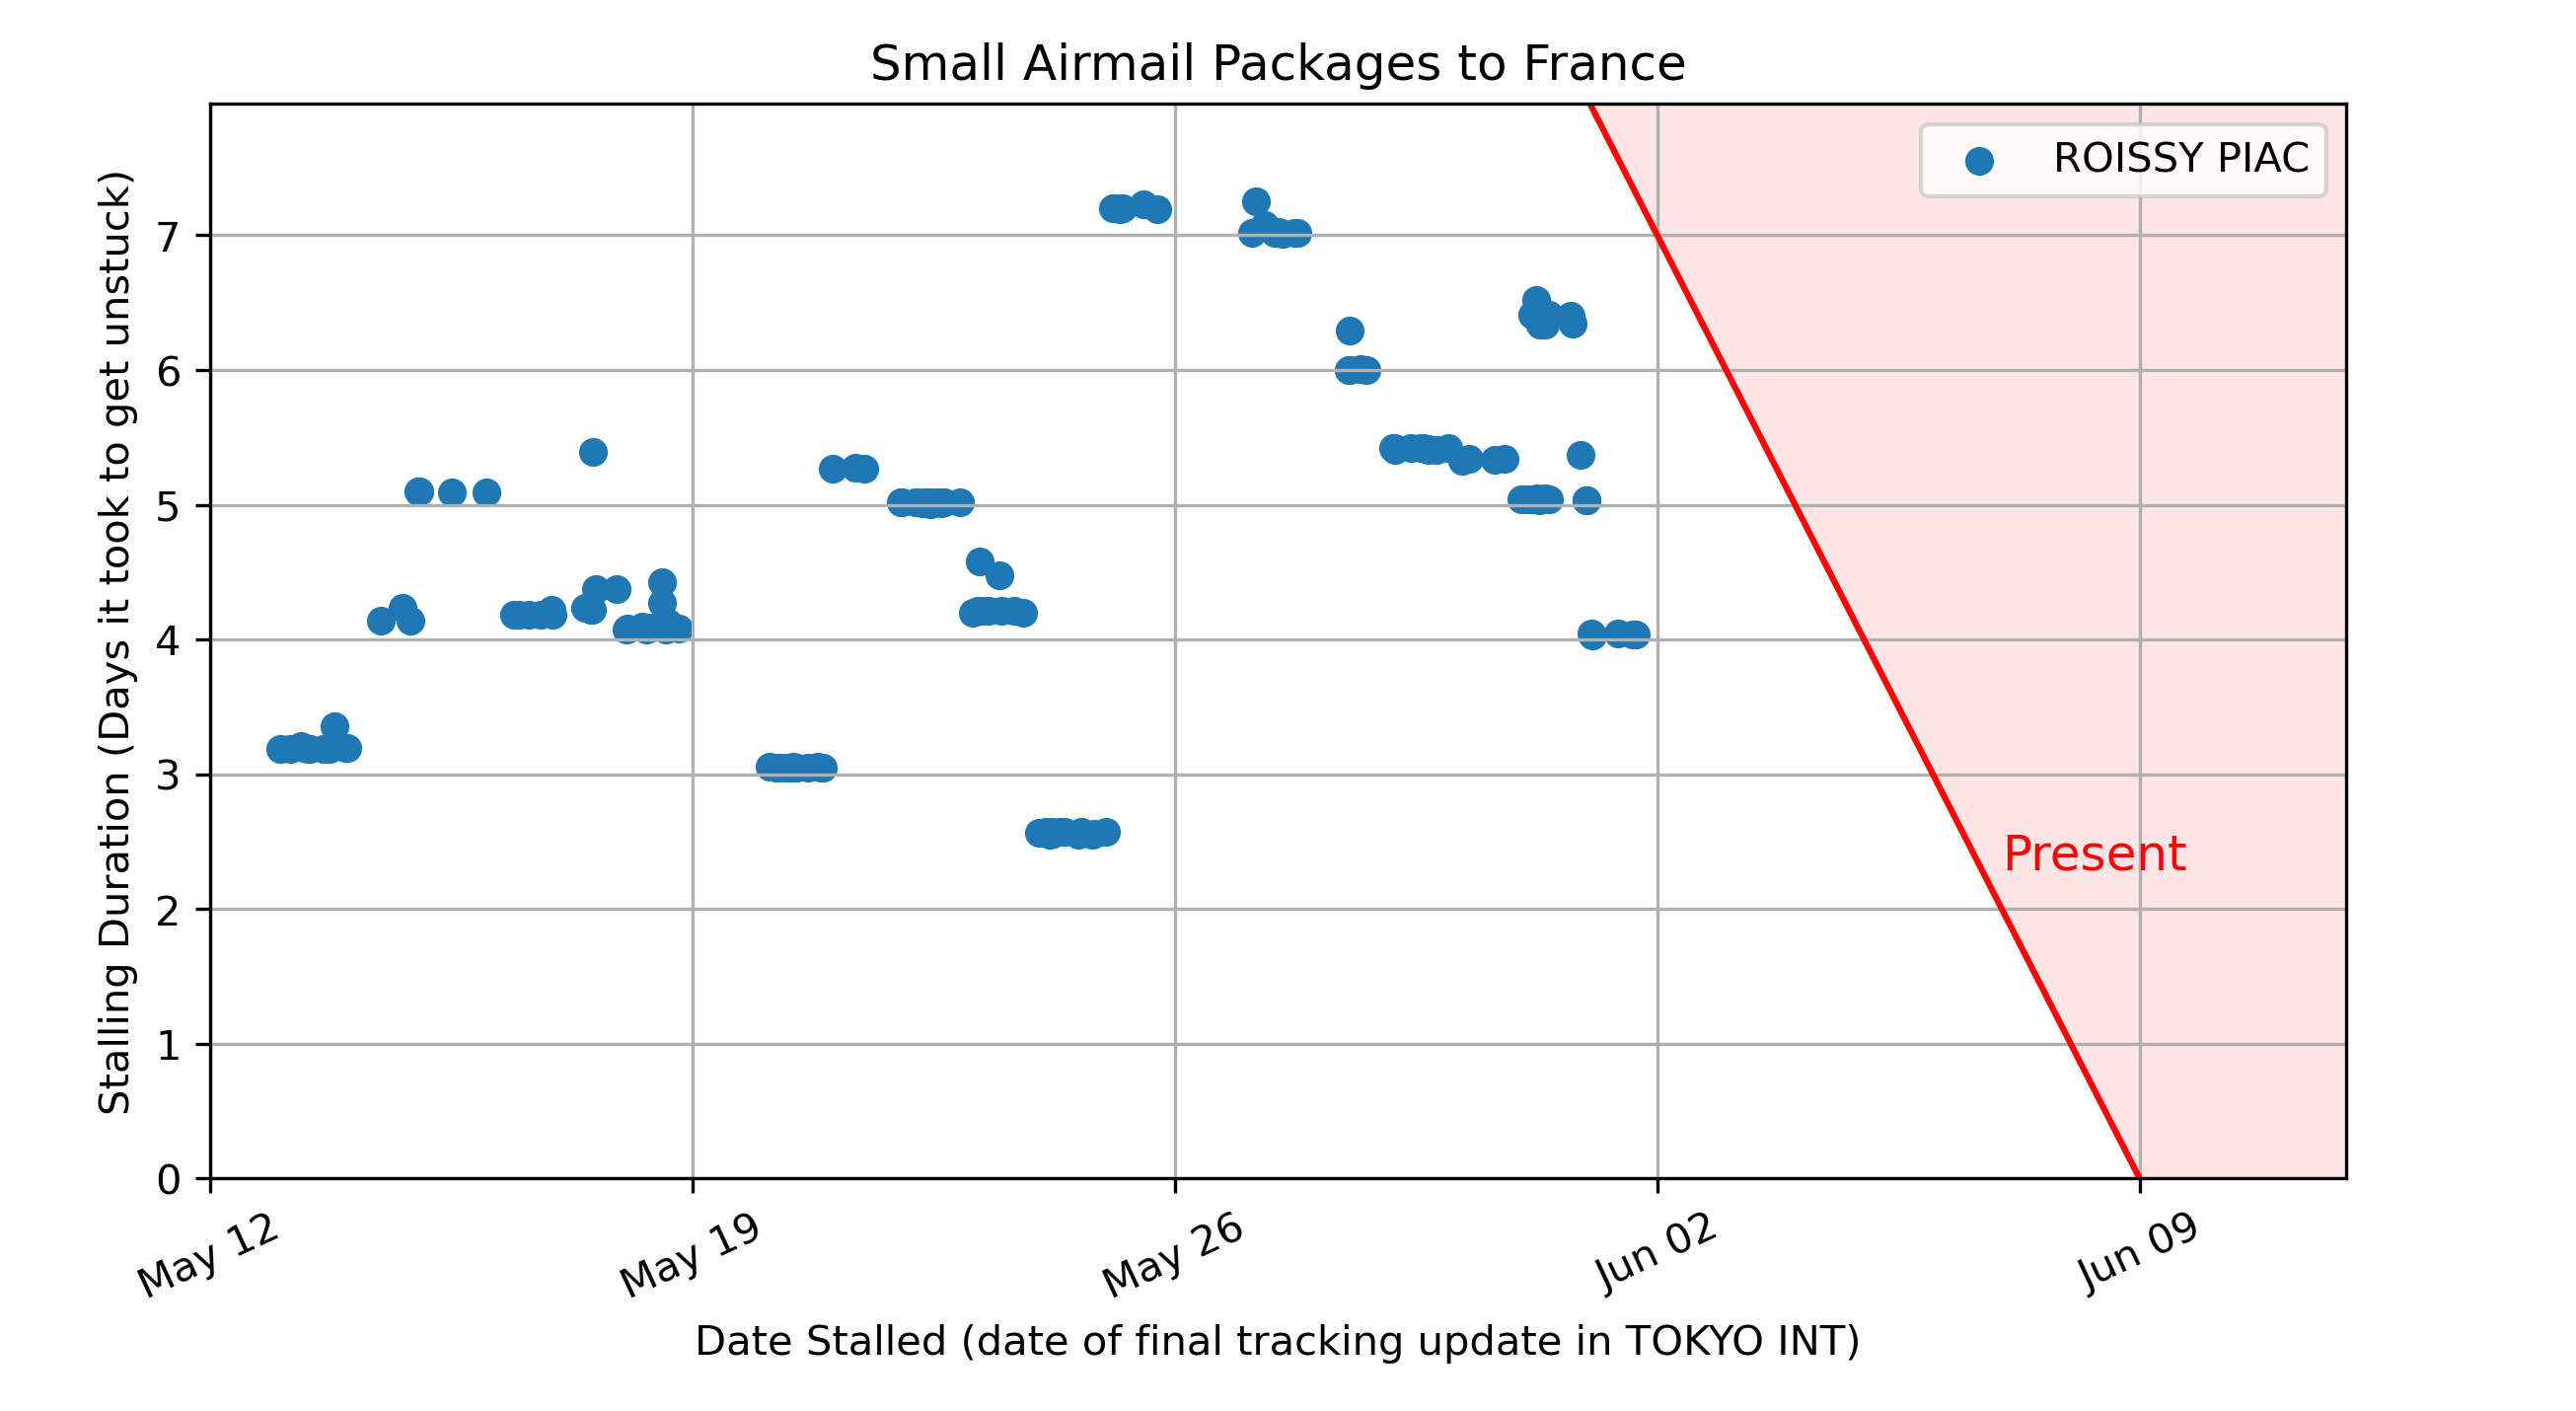 Small Airmail Packages to France
ROISSY PIAC
Stalling Duration (Days it took to get unstuck)
7
6
5
4
3
2
1
0
Present
May 12
May 19
May 26
Jun 02
Jun 09
Date Stalled (date of final tracking update in TOKYO INT)